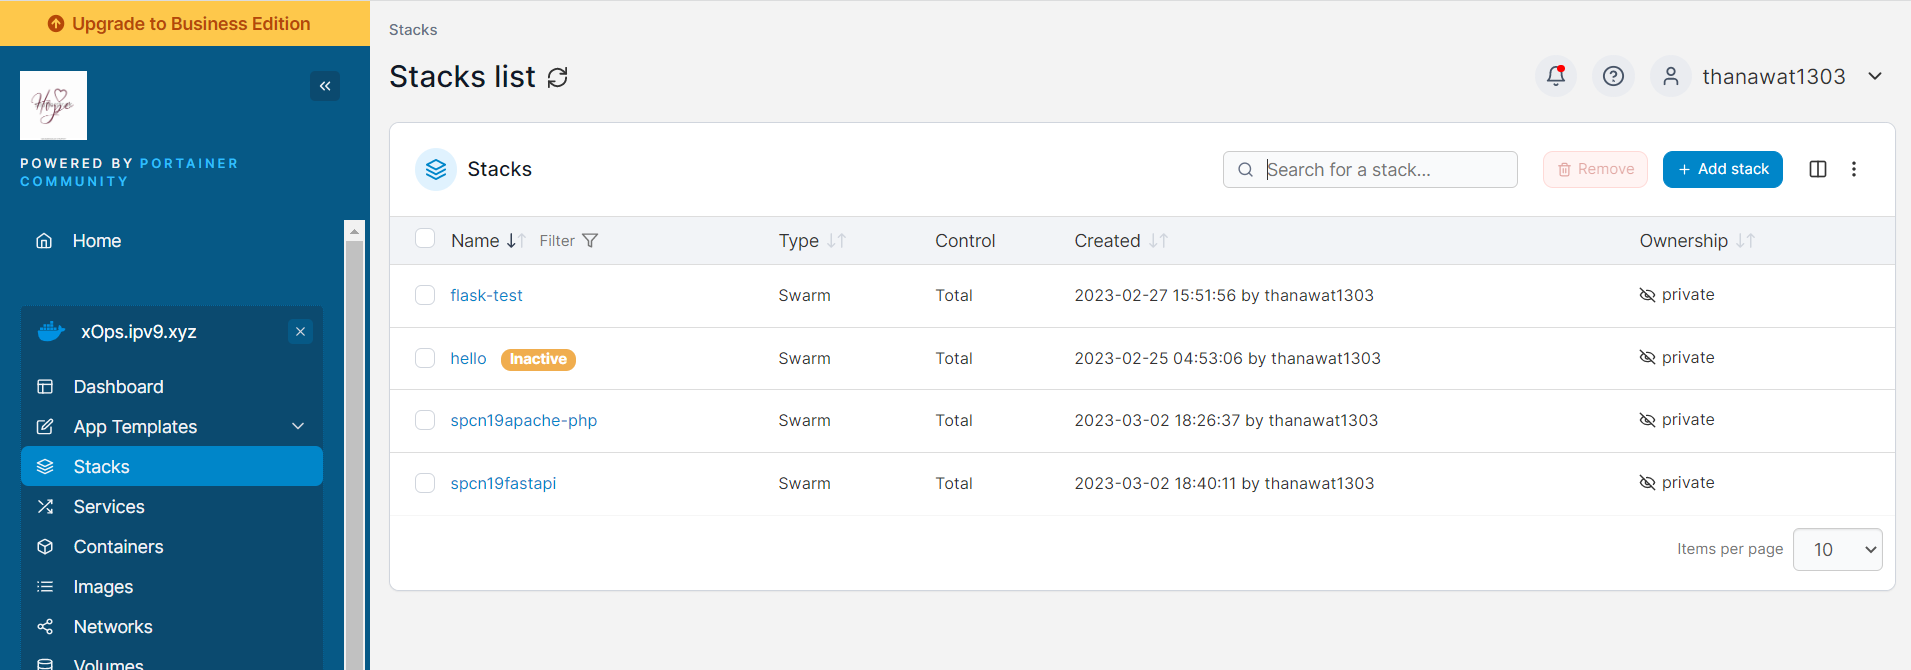 Upgrade to Business Edition
Hope
POWERED BY PORTAINER
COMMUNITY
Home
xOps.ipv9.xyz
Dashboard
App Templates
Stacks
Services
Containers
Images
Networks
Volumes
Stacks
Stacks list
thanawat1303
Stacks
Search for a stack...
Remove
Add stack
Name Filter Type Control Created Ownership
flask-test Swarm Total 2023-02-27 15:51:56 by thanawat1303 private
hello Inactive Swarm Total 2023-02-25 04:53:06 by thanawat1303 private
spcn19apache-php Swarm Total 2023-03-02 18:26:37 by thanawat1303 private
spcn19fastapi Swarm Total 2023-03-02 18:40:11 by thanawat1303 private
Items per page 10